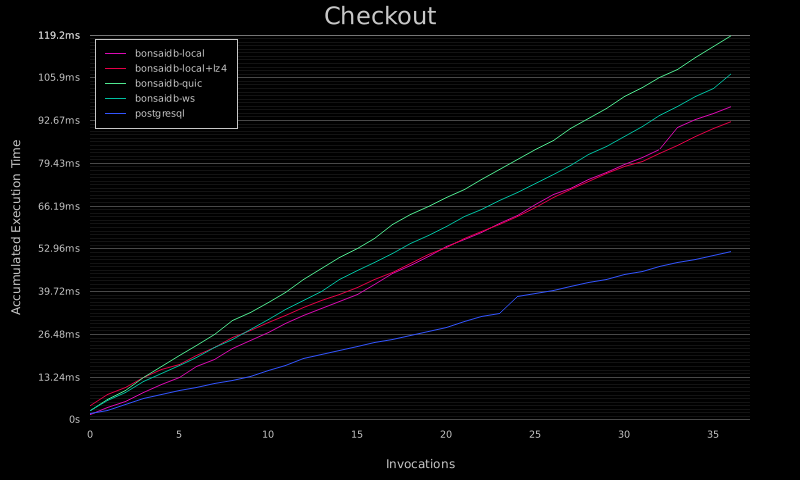 Checkout
119.2ms
105.9ms
92.67ms
79.43ms
66.19ms
52.96ms
39.72ms
26.48ms
13.24ms
0s
Accumulated Execution Time
bonsaidb-local
bonsaidb-local+lz4
bonsaidb-quic
bonsaidb-ws
postgresql
0 5 10 15 20 25 30 35
Invocations